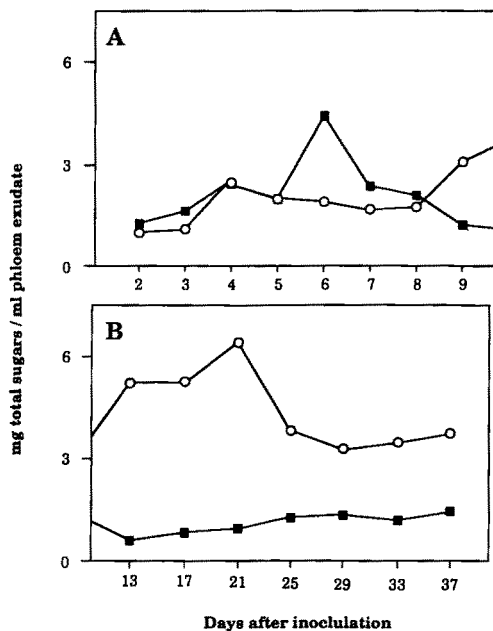 A
6
3
0
2 3 4 5 6 7 8 9
mg total sugars / ml phloem exudate
B
6
3
0
13 17 21 25 29 33 37
Days after inoclulation